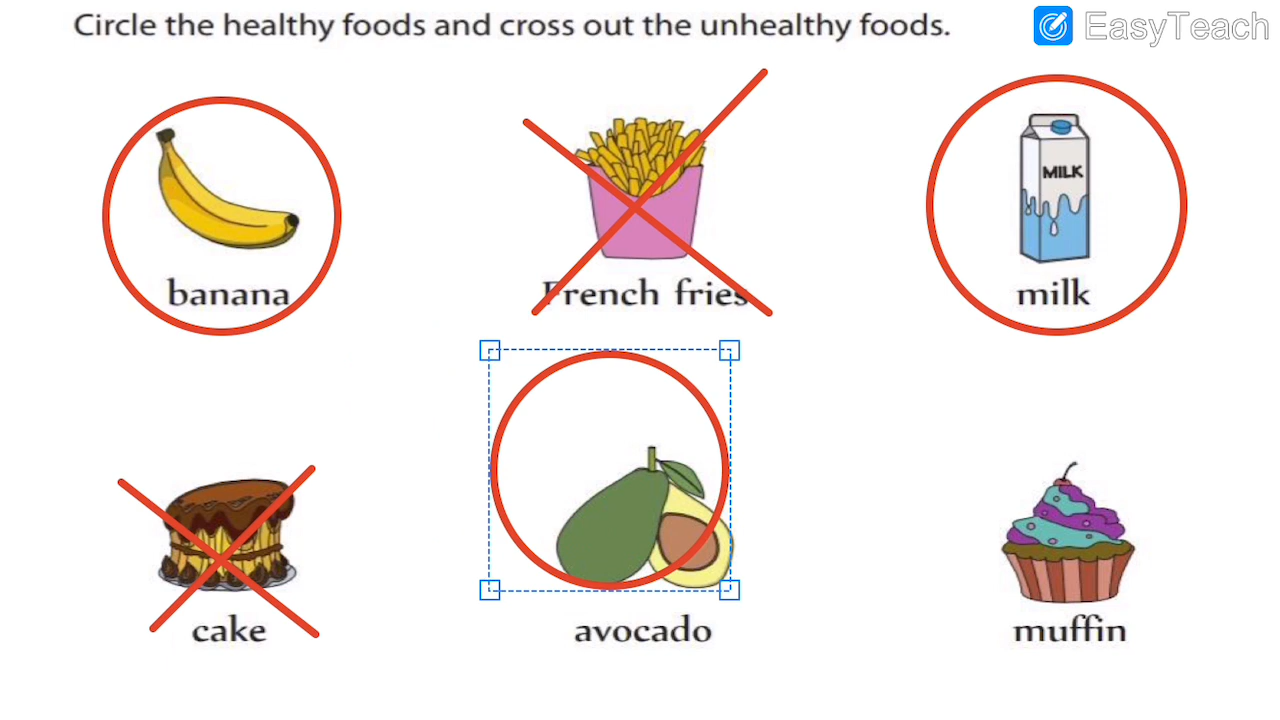 Circle the healthy foods and cross out the unhealthy foods.
EasyTeach
MILK
banana
French fries
milk
cake
avocado
muffin